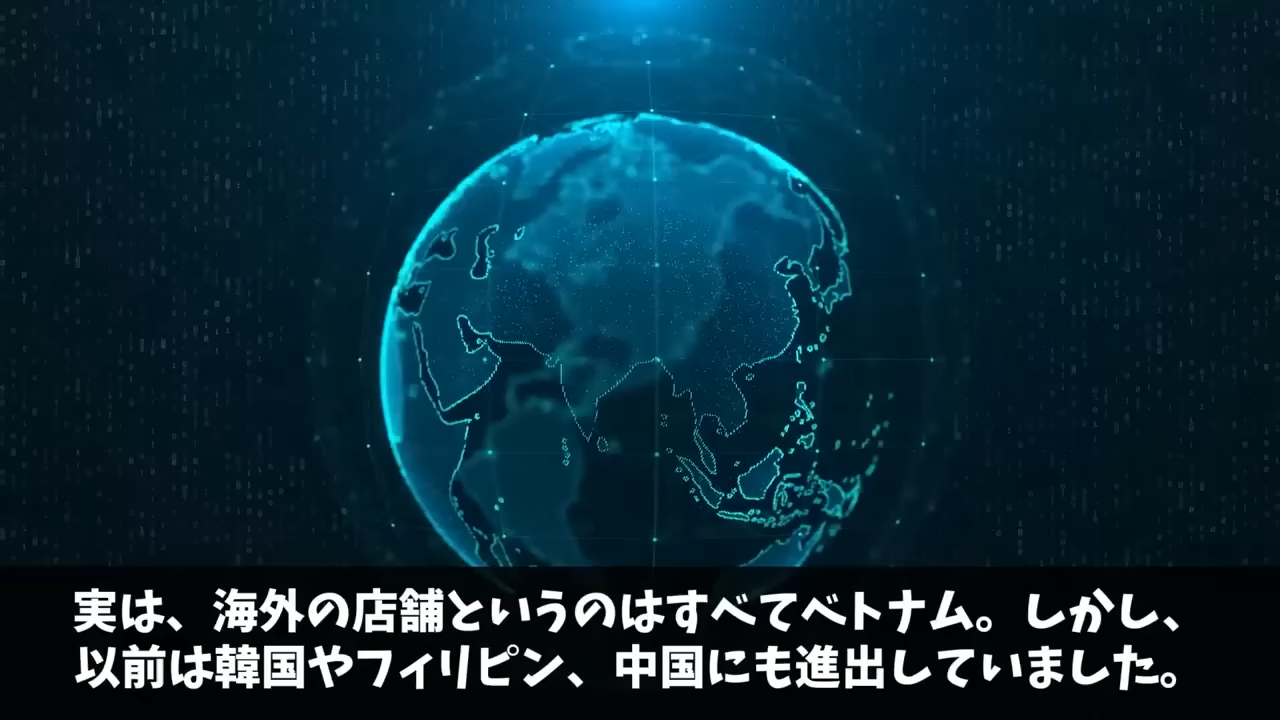 実は、海外の店舗というのはすべてベトナム。しかし、
以前は韓国やフィリピン、中国にも進出していました。